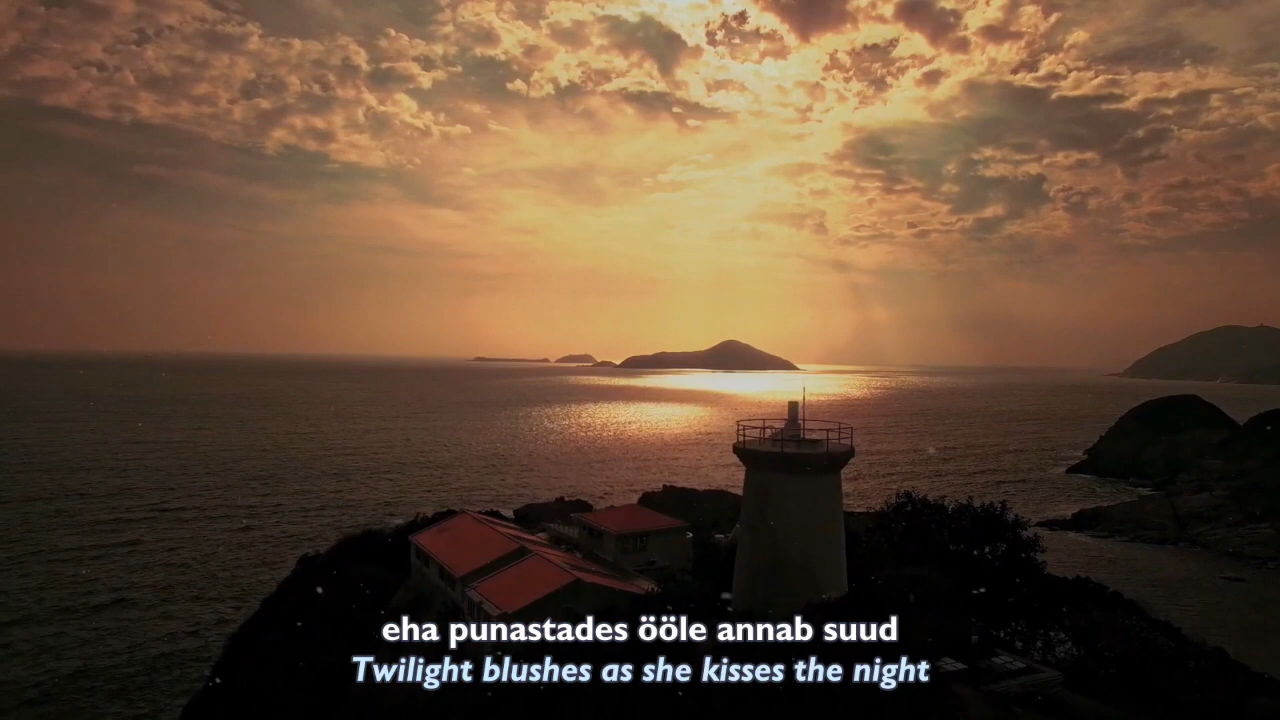 eha punastades ööle annab suud
Twilight blushes as she kisses the night